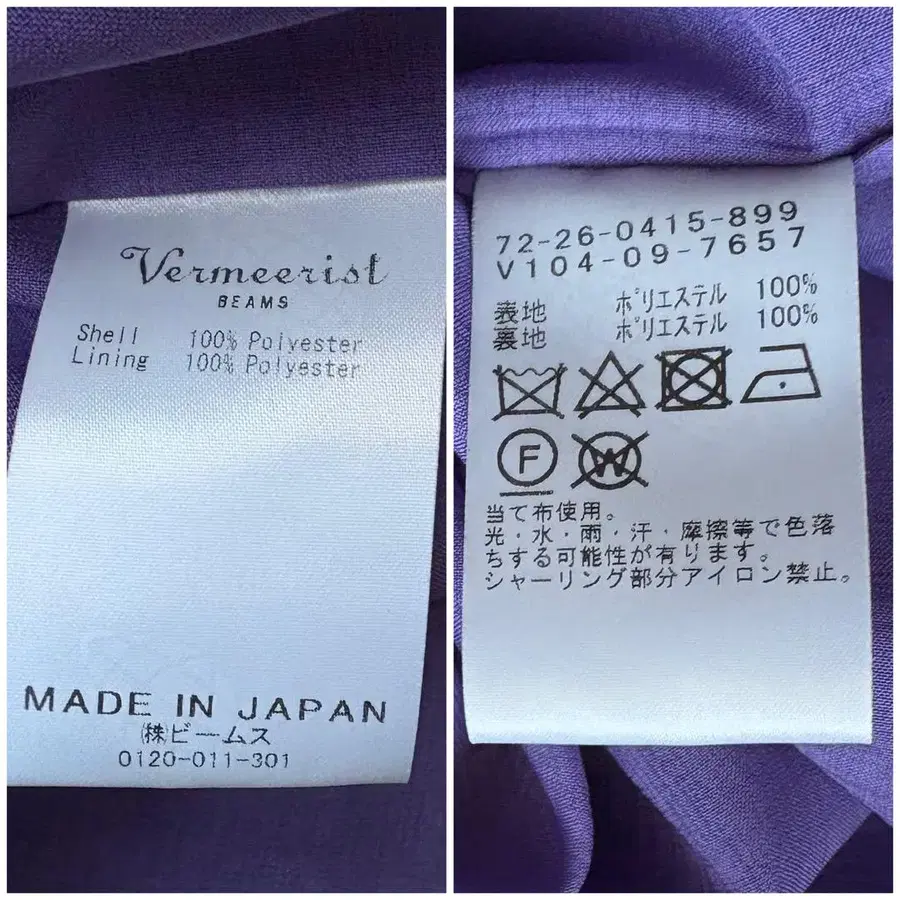 Vermeerist
BEAMS
Shell 100% Polyester
Lining 100% Polyester
MADE IN JAPAN
㈱ビームス
0120-011-301
72-26-0415-899
V104-09-7657
表地 ポリエステル 100%
裏地 ポリエステル 100%
F W
当て布使用。
光・水・雨・汗・摩擦等で色落
ちする可能性が有ります。
シャーリング部分アイロン禁止。